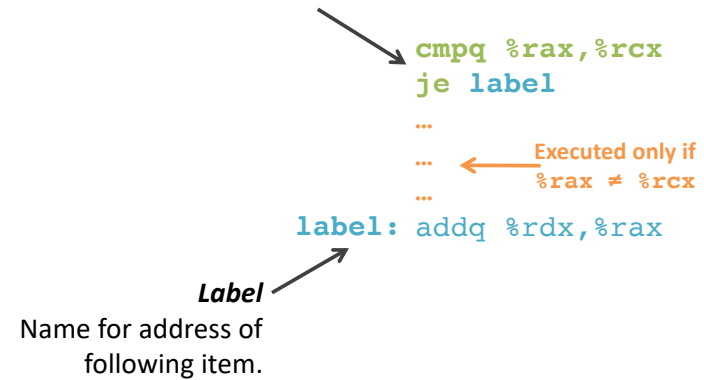 cmpq %rax,%rcx
je label
…
…
Executed only if
%rax ≠ %rcx
…
label: addq %rdx,%rax
Label
Name for address of
following item.